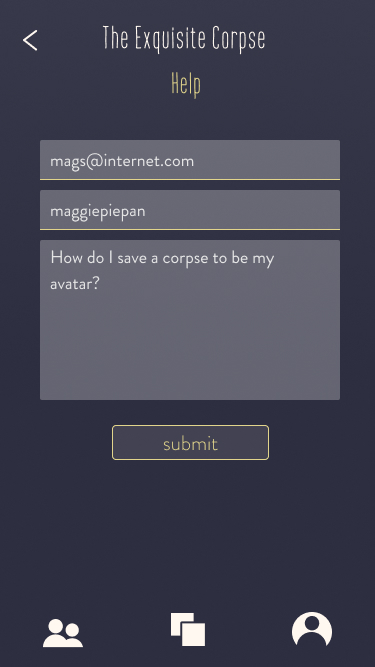 The Exquisite Corpse
Help
mags@internet.com
maggiepiepan
How do I save a corpse to be my
avatar?
submit